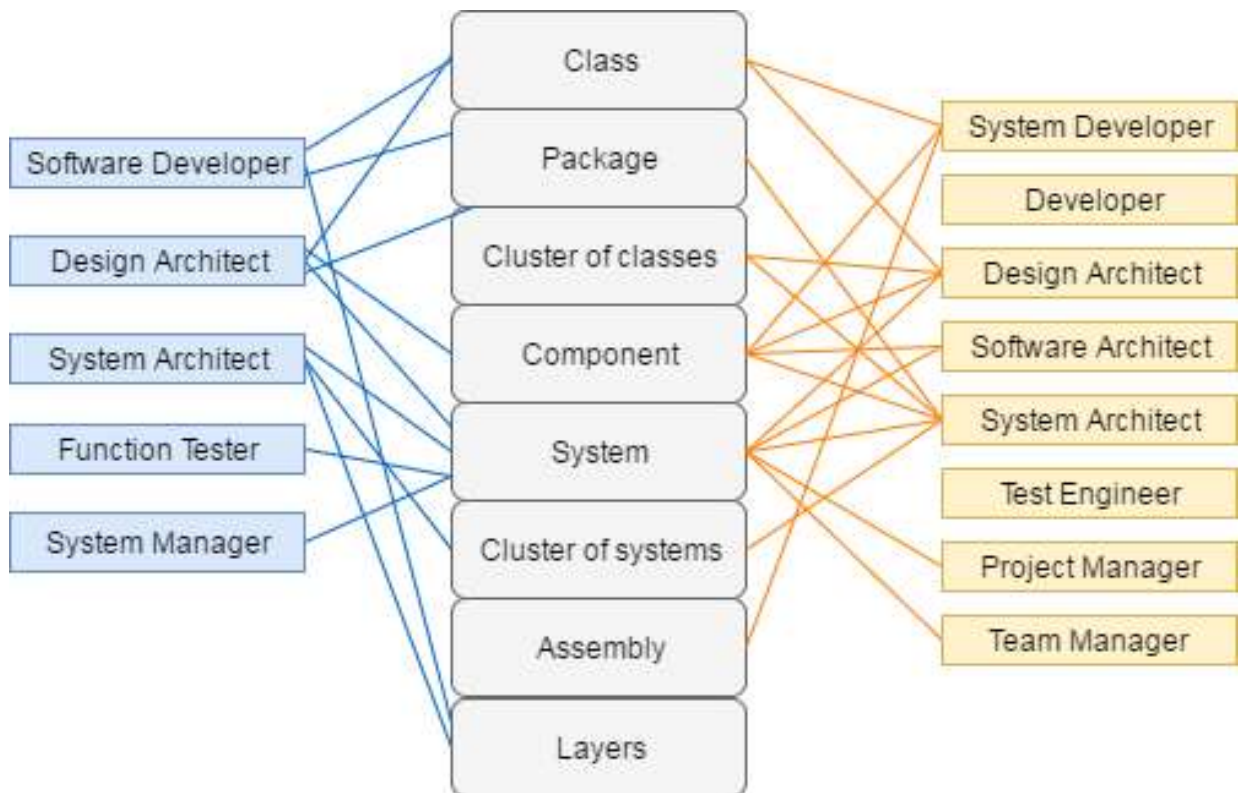 Software Developer
Design Architect
System Architect
Function Tester
System Manager
Class
Package
Cluster of classes
Component
System
Cluster of systems
Assembly
Layers
System Developer
Developer
Design Architect
Software Architect
System Architect
Test Engineer
Project Manager
Team Manager